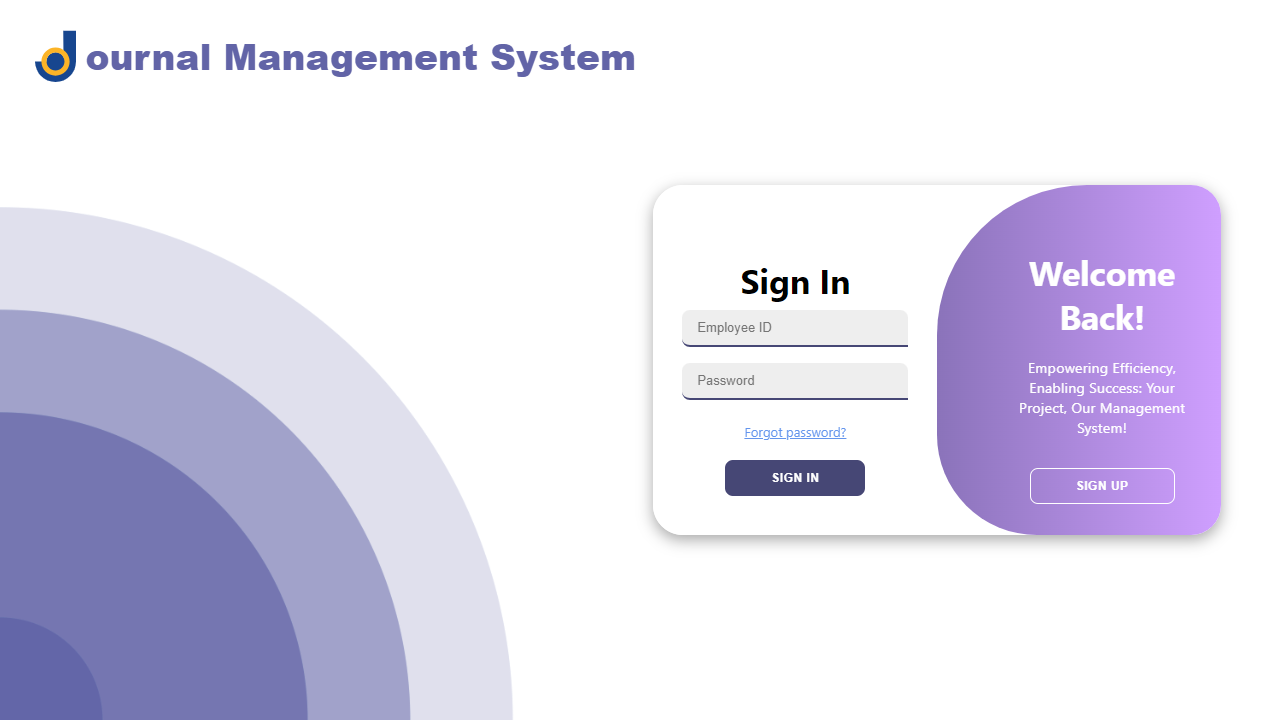 Journal Management System
Sign In
Employee ID
Password
Forgot password?
SIGN IN
Welcome
Back!
Empowering Efficiency,
Enabling Success: Your
Project, Our Management
System!
SIGN UP